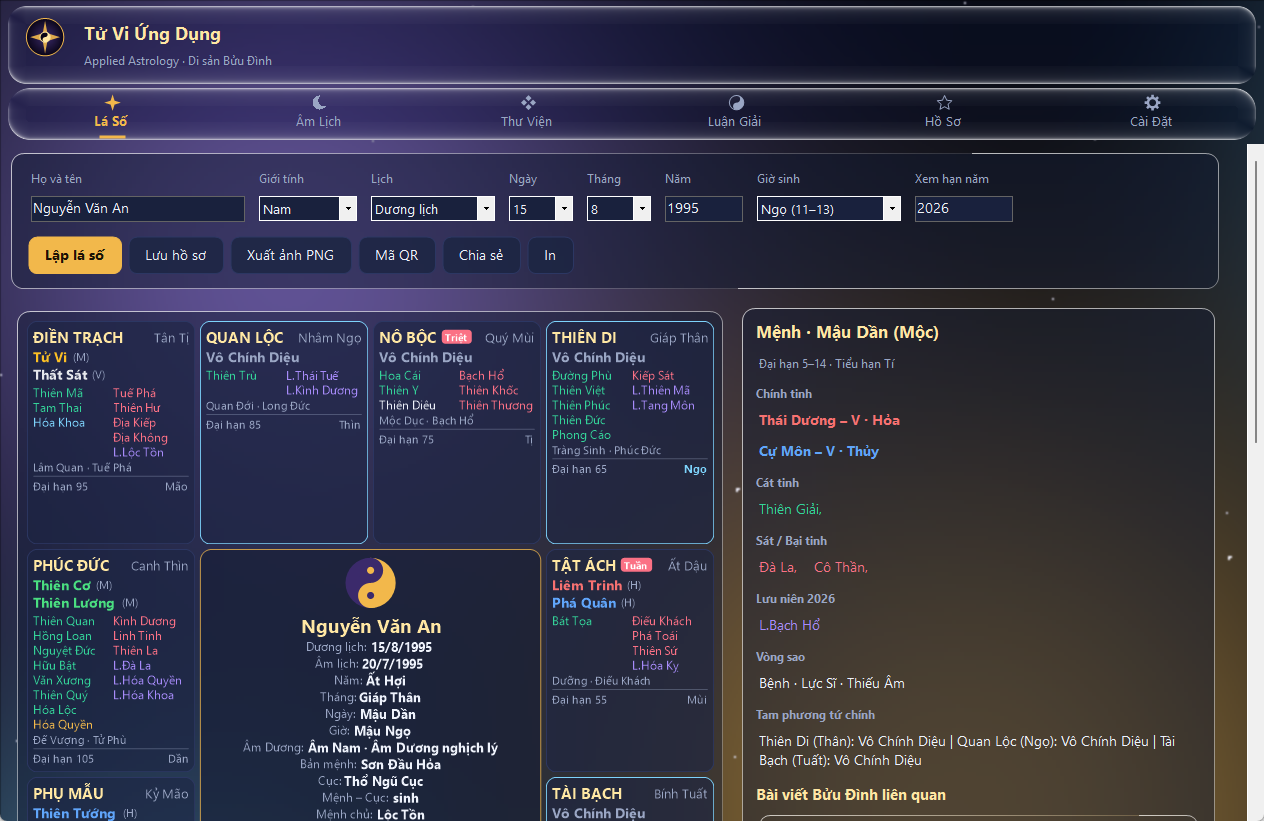 Tử Vi Ứng Dụng
Applied Astrology · Di sản Bửu Đình
Lá Số
Âm Lịch
Thư Viện
Luận Giải
Hồ Sơ
Cài Đặt
Họ và tên
Giới tính
Lịch
Ngày
Tháng
Năm
Giờ sinh
Xem hạn năm
Nguyễn Văn An
Nam
Dương lịch
15
8
1995
Ngọ (11–13)
2026
Lập lá số
Lưu hồ sơ
Xuất ảnh PNG
Mã QR
Chia sẻ
In
ĐIỀN TRẠCH Tân Tị
Tử Vi (M)
Thất Sát (V)
Thiên Mã Tuế Phá
Tam Thai Thiên Hư
Hóa Khoa Địa Kiếp
Địa Không
L.Lộc Tồn
Lâm Quan · Tuế Phá
Đại hạn 95 Mão
QUAN LỘC Nhâm Ngọ
Vô Chính Diệu
Thiên Trù L.Thái Tuế
L.Kình Dương
Quan Đới · Long Đức
Đại hạn 85 Thìn
NÔ BỘC Triệt Quý Mùi
Vô Chính Diệu
Hoa Cái Bạch Hổ
Thiên Y Thiên Khốc
Thiên Diêu Thiên Thương
Mộc Dục · Bạch Hổ
Đại hạn 75 Tị
THIÊN DI Giáp Thân
Vô Chính Diệu
Đường Phù Kiếp Sát
Thiên Việt L.Thiên Mã
Thiên Phúc L.Tang Môn
Thiên Đức
Phong Cáo
Tràng Sinh · Phúc Đức
Đại hạn 65 Ngọ
PHÚC ĐỨC Canh Thìn
Thiên Cơ (M)
Thiên Lương (M)
Thiên Quan Kình Dương
Hồng Loan Linh Tinh
Nguyệt Đức Thiên La
Hữu Bật L.Đà La
Văn Xương L.Hóa Quyền
Thiên Quý L.Hóa Khoa
Hóa Lộc
Hóa Quyền
Đế Vượng · Tử Phù
Đại hạn 105 Dần
Nguyễn Văn An
Dương lịch: 15/8/1995
Âm lịch: 20/7/1995
Năm: Ất Hợi
Tháng: Giáp Thân
Ngày: Mậu Dần
Giờ: Mậu Ngọ
Âm Dương: Âm Nam · Âm Dương nghịch lý
Bản mệnh: Sơn Đầu Hỏa
Cục: Thổ Ngũ Cục
Mệnh – Cục: sinh
Mệnh chủ: Lộc Tồn
TẬT ÁCH Tuần Ất Dậu
Liêm Trinh (H)
Phá Quân (H)
Bát Tọa Điếu Khách
Phá Toái
Thiên Sứ
L.Hóa Kỵ
Dưỡng · Điếu Khách
Đại hạn 55 Mùi
PHỤ MẪU Kỷ Mão
Thiên Tướng (H)
TÀI BẠCH Bính Tuất
Vô Chính Diệu
Mệnh · Mậu Dần (Mộc)
Đại hạn 5–14 · Tiểu hạn Tí
Chính tinh
Thái Dương – V · Hỏa
Cự Môn – V · Thủy
Cát tinh
Thiên Giải,
Sát / Bại tinh
Đà La, Cô Thần,
Lưu niên 2026
L.Bạch Hổ
Vòng sao
Bệnh · Lực Sĩ · Thiếu Âm
Tam phương tứ chính
Thiên Di (Thân): Vô Chính Diệu | Quan Lộc (Ngọ): Vô Chính Diệu | Tài
Bạch (Tuất): Vô Chính Diệu
Bài viết Bửu Đình liên quan